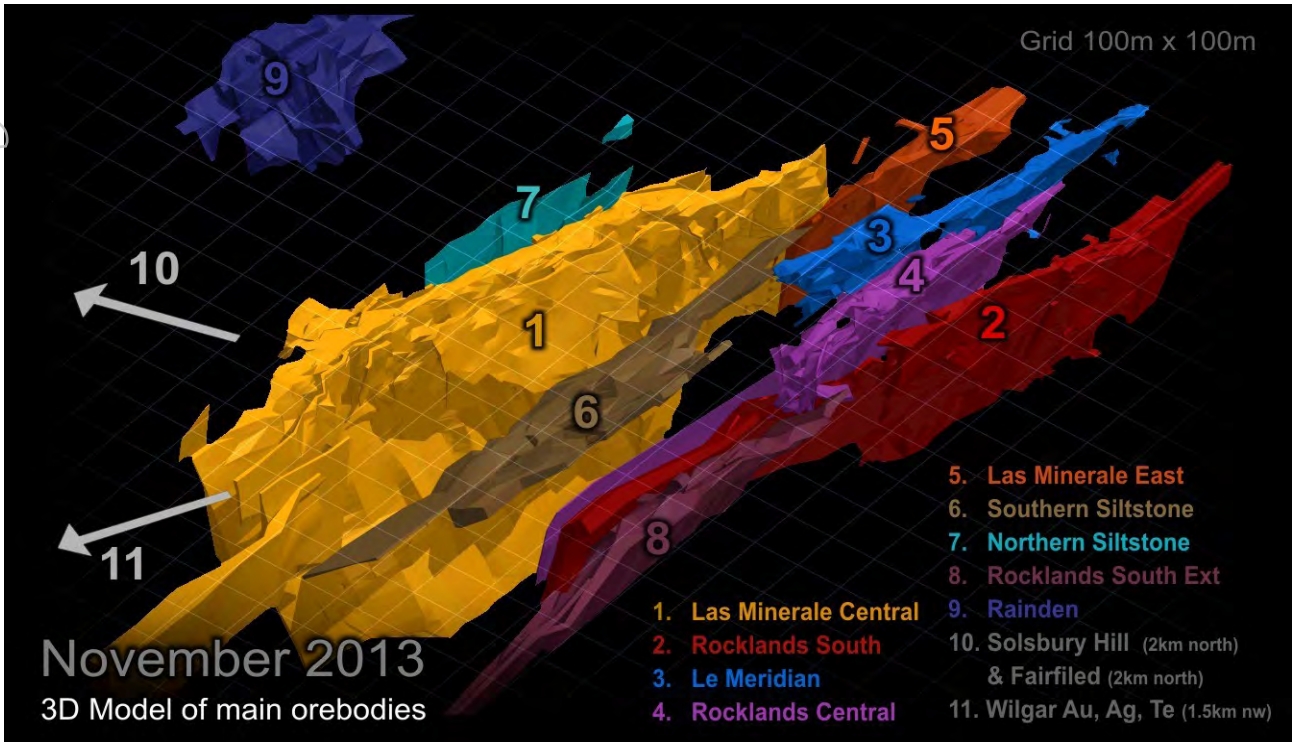 Grid 100m x 100m
9
5
7
3
10
4
1
2
6
8
11
5. Las Minerale East
6. Southern Siltstone
7. Northern Siltstone
8. Rocklands South Ext
1. Las Minerale Central
9. Rainden
2. Rocklands South
10. Solsbury Hill (2km north)
3. Le Meridian
& Fairfiled (2km north)
4. Rocklands Central
11. Wilgar Au, Ag, Te (1.5km nw)
November 2013
3D Model of main orebodies